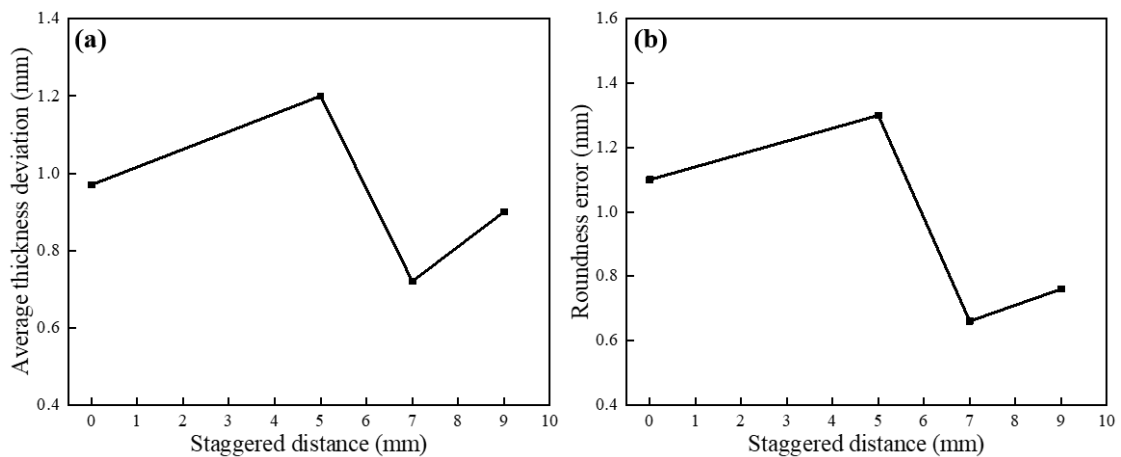 (a)
Average thickness deviation (mm)
1.4
1.2
1.0
0.8
0.6
0.4
0 1 2 3 4 5 6 7 8 9 10
Staggered distance (mm)
(b)
Roundness error (mm)
1.6
1.4
1.2
1.0
0.8
0.6
0.4
0 1 2 3 4 5 6 7 8 9 10
Staggered distance (mm)